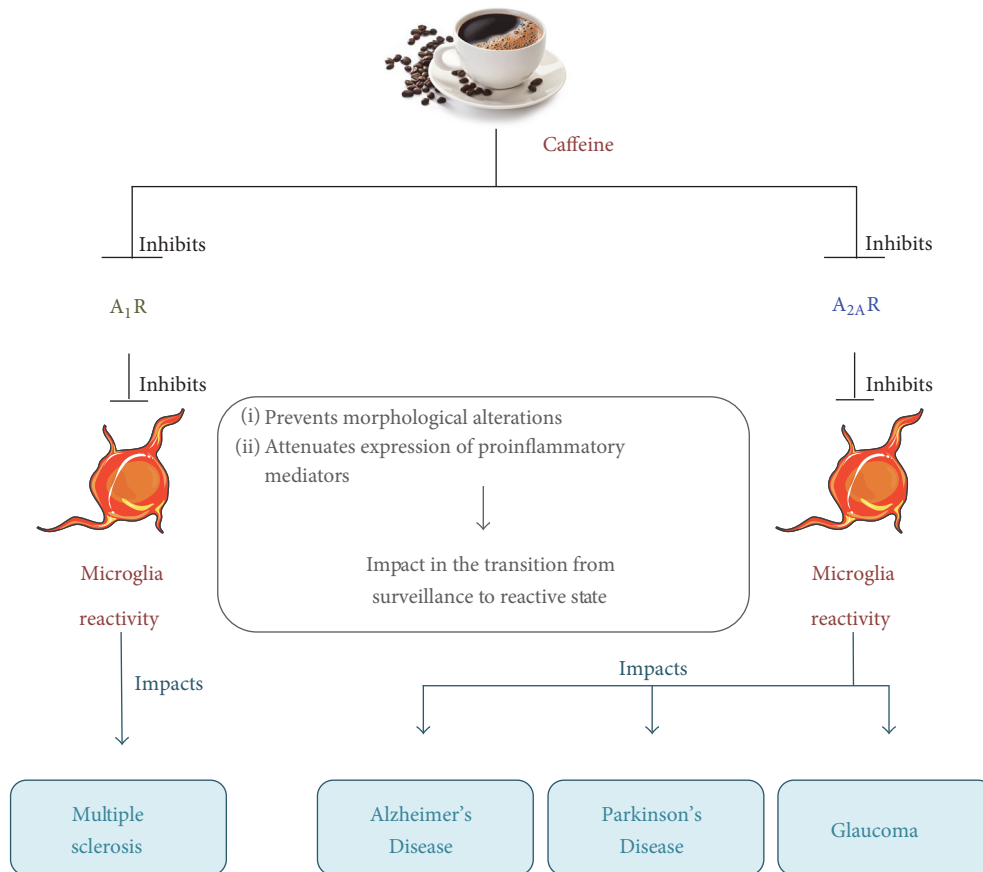 Caffeine
Inhibits
Inhibits
A₁R
A₂ₐR
Inhibits
Inhibits
(i) Prevents morphological alterations
(ii) Attenuates expression of proinflammatory
mediators
Impact in the transition from
surveillance to reactive state
Microglia
reactivity
Microglia
reactivity
Impacts
Impacts
Multiple
sclerosis
Alzheimer's
Disease
Parkinson's
Disease
Glaucoma